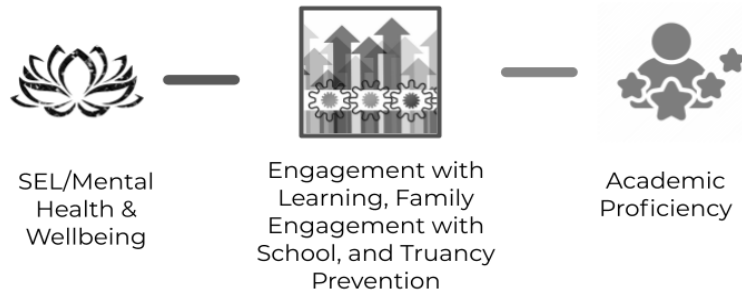 SEL/Mental
Health &
Wellbeing
Engagement with
Learning, Family
Engagement with
School, and Truancy
Prevention
Academic
Proficiency